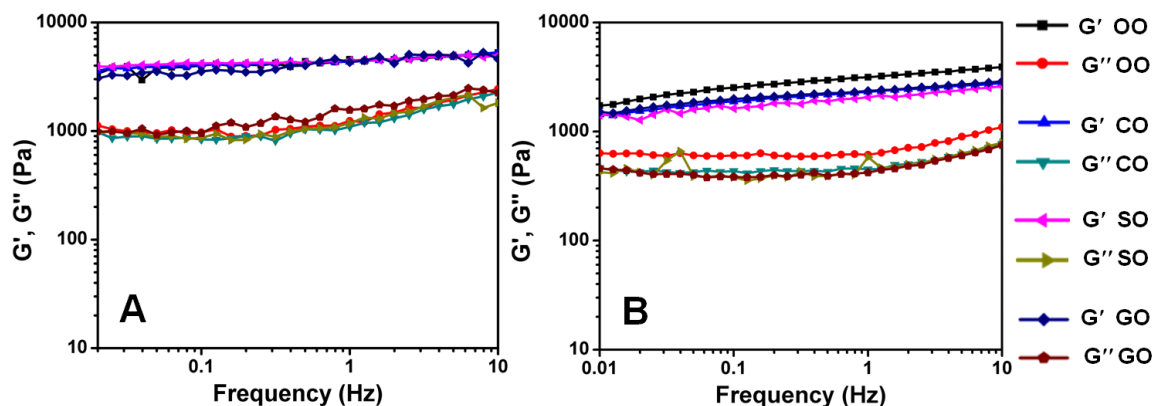 10000
1000
100
10
G', G'' (Pa)
A
0.1
1
10
Frequency (Hz)
10000
1000
100
10
G', G'' (Pa)
B
0.01
0.1
1
10
Frequency (Hz)
G′ OO
G′′ OO
G′ CO
G′′ CO
G′ SO
G′′ SO
G′ GO
G′′ GO